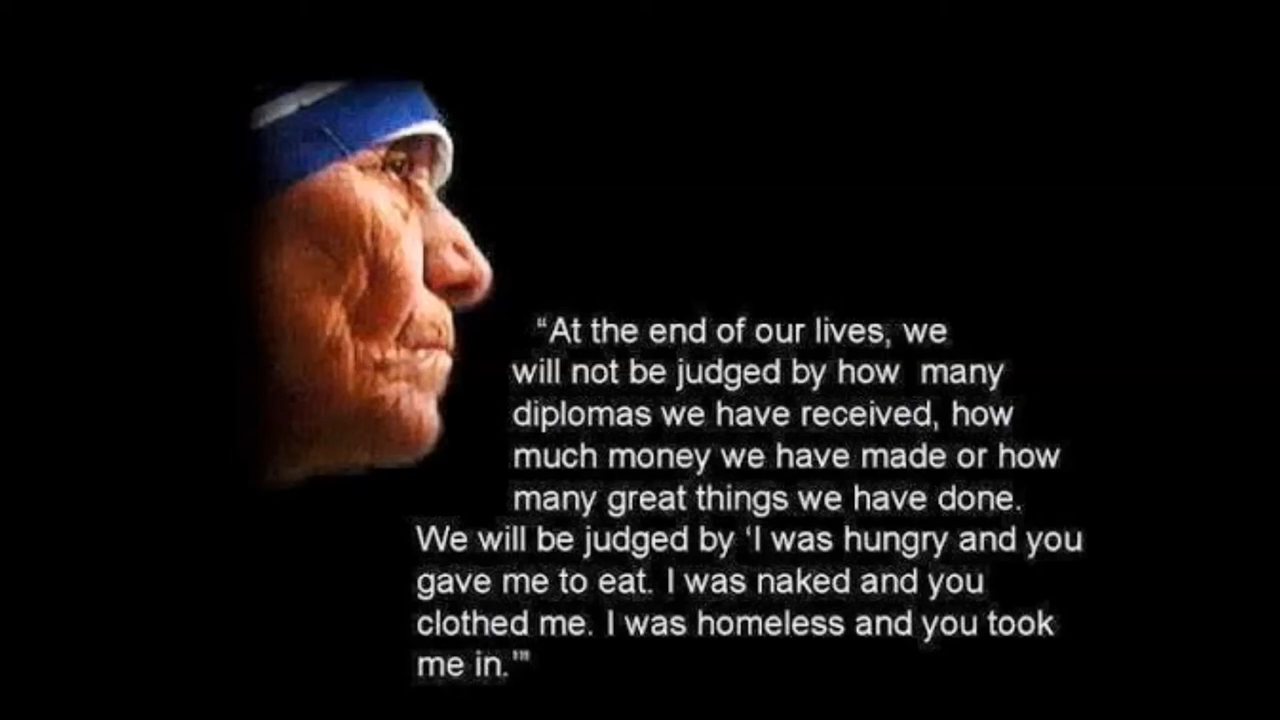 “At the end of our lives, we
will not be judged by how  many
diplomas we have received, how
much money we have made or how
many great things we have done.
We will be judged by ‘I was hungry and you
gave me to eat. I was naked and you
clothed me. I was homeless and you took
me in.’”